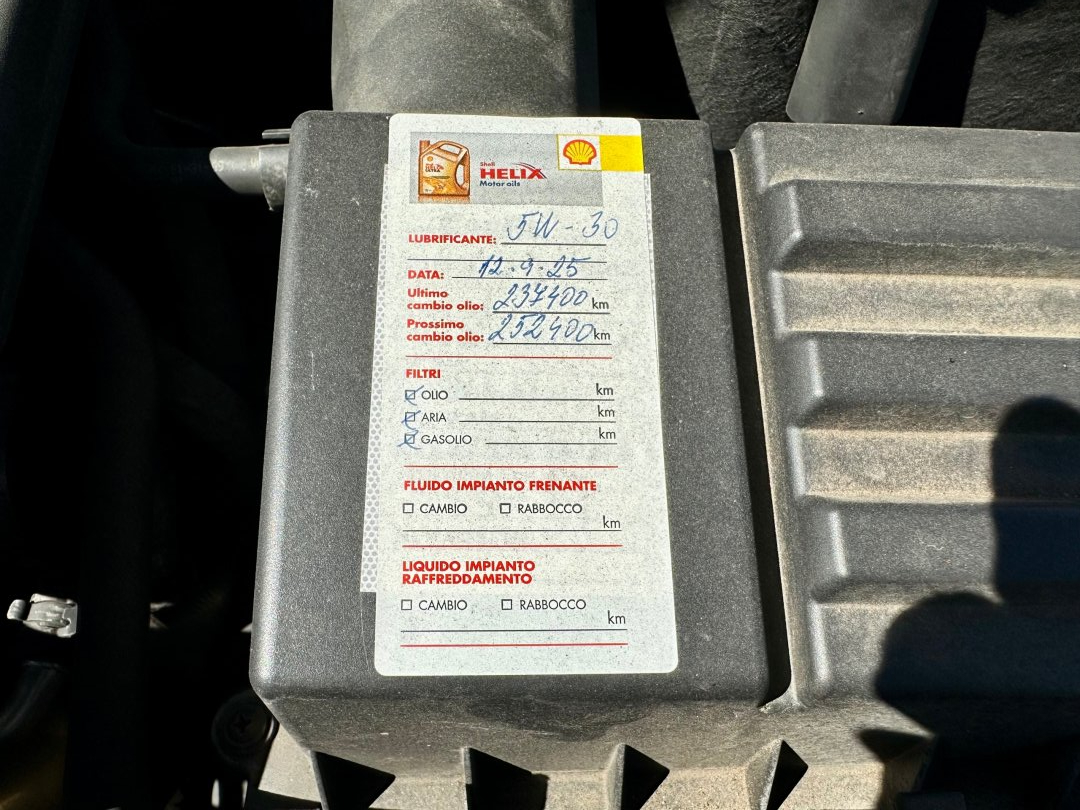 Shell
HELIX
Motor oils
LUBRIFICANTE: 5W-30
DATA: 12.9.25
Ultimo
cambio olio: 237400 km
Prossimo
cambio olio: 252400 km
FILTRI
OLIO km
ARIA km
GASOLIO km
FLUIDO IMPIANTO FRENANTE
CAMBIO RABBOCCO
km
LIQUIDO IMPIANTO
RAFFREDDAMENTO
CAMBIO RABBOCCO
km